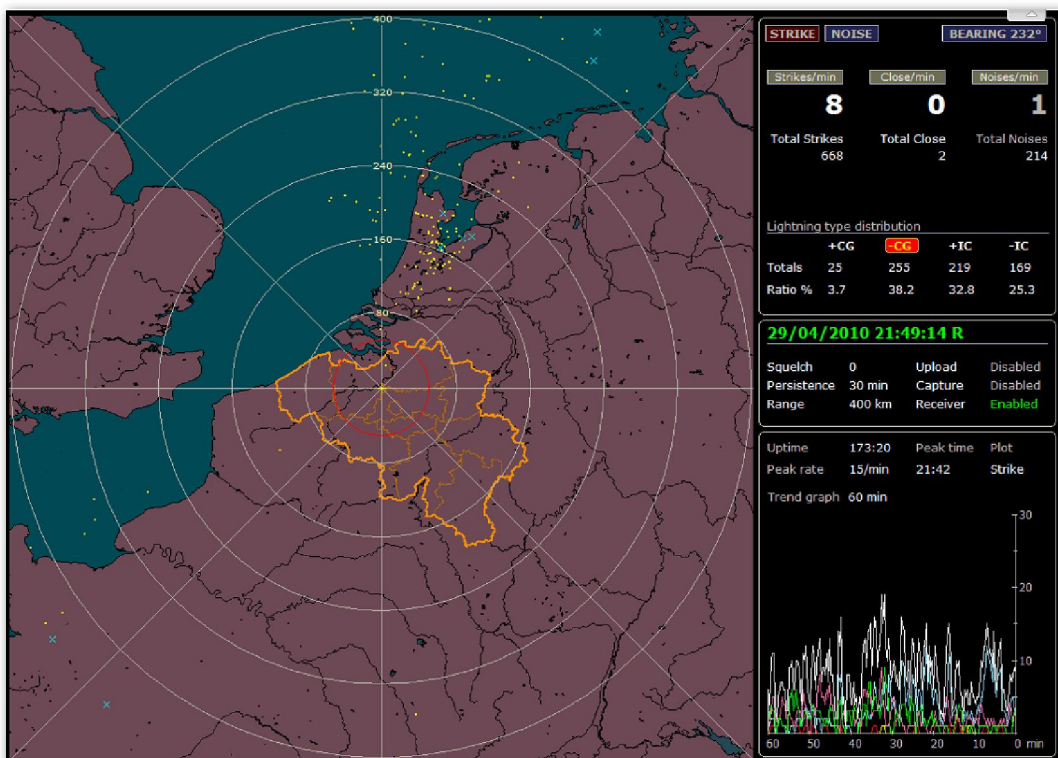 400
320
240
160
80
STRIKE NOISE BEARING 232°
Strikes/min Close/min Noises/min
8 0 1
Total Strikes Total Close Total Noises
668 2 214
Lightning type distribution
+CG -CG +IC -IC
Totals 25 255 219 169
Ratio % 3.7 38.2 32.8 25.3
29/04/2010 21:49:14 R
Squelch 0 Upload Disabled
Persistence 30 min Capture Disabled
Range 400 km Receiver Enabled
Uptime 173:20 Peak time Plot
Peak rate 15/min 21:42 Strike
Trend graph 60 min
30
20
10
60 50 40 30 20 10 0 min